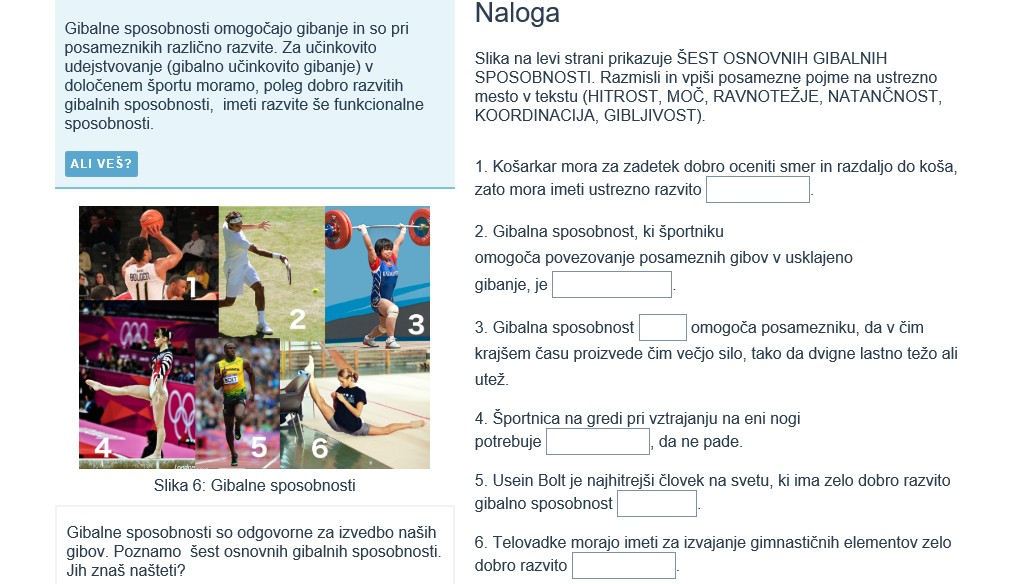 Gibalne sposobnosti omogočajo gibanje in so pri
posameznikih različno razvite. Za učinkovito
udejstvovanje (gibalno učinkovito gibanje) v
določenem športu moramo, poleg dobro razvitih
gibalnih sposobnosti, imeti razvite še funkcionalne
sposobnosti.
ALI VEŠ?
1
2
3
4
5
6
BOLDEN
11
BOLT
London
Slika 6: Gibalne sposobnosti
Gibalne sposobnosti so odgovorne za izvedbo naših
gibov. Poznamo šest osnovnih gibalnih sposobnosti.
Jih znaš našteti?
Naloga
Slika na levi strani prikazuje ŠEST OSNOVNIH GIBALNIH
SPOSOBNOSTI. Razmisli in vpiši posamezne pojme na ustrezno
mesto v tekstu (HITROST, MOČ, RAVNOTEŽJE, NATANČNOST,
KOORDINACIJA, GIBLJIVOST).
1. Košarkar mora za zadetek dobro oceniti smer in razdaljo do koša,
zato mora imeti ustrezno razvito .
2. Gibalna sposobnost, ki športniku
omogoča povezovanje posameznih gibov v usklajeno
gibanje, je .
3. Gibalna sposobnost omogoča posamezniku, da v čim
krajšem času proizvede čim večjo silo, tako da dvigne lastno težo ali
utež.
4. Športnica na gredi pri vztrajanju na eni nogi
potrebuje , da ne pade.
5. Usein Bolt je najhitrejši človek na svetu, ki ima zelo dobro razvito
gibalno sposobnost .
6. Telovadke morajo imeti za izvajanje gimnastičnih elementov zelo
dobro razvito .